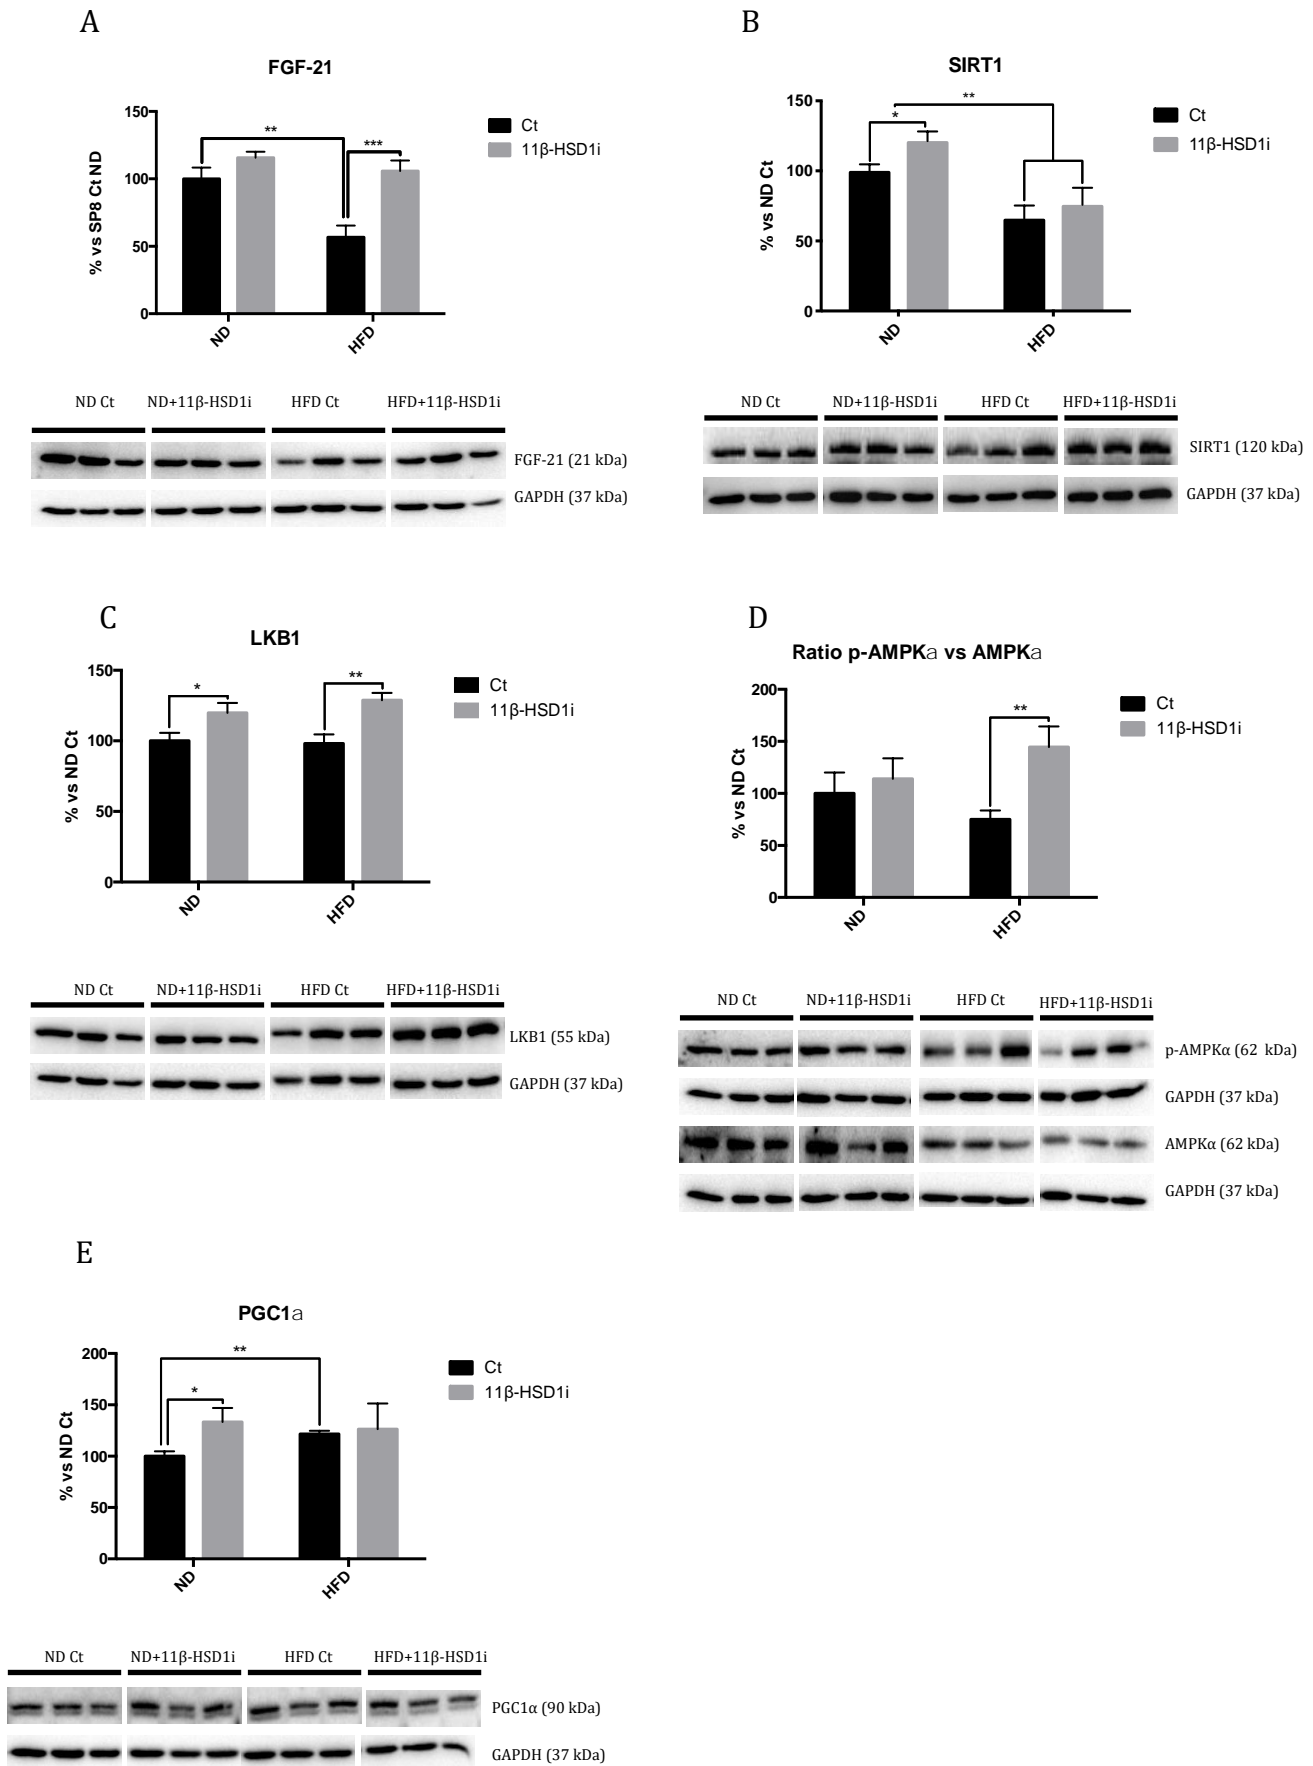 A
FGF-21
% vs SP8 Ct ND
150
100
50
0
**
***
ND
HFD
Ct
11β-HSD1i
ND Ct ND+11β-HSD1i HFD Ct HFD+11β-HSD1i
FGF-21 (21 kDa)
GAPDH (37 kDa)
B
SIRT1
% vs ND Ct
150
100
50
0
*
**
ND
HFD
Ct
11β-HSD1i
ND Ct ND+11β-HSD1i HFD Ct HFD+11β-HSD1i
SIRT1 (120 kDa)
GAPDH (37 kDa)
C
LKB1
% vs ND Ct
150
100
50
0
*
**
ND
HFD
Ct
11β-HSD1i
ND Ct ND+11β-HSD1i HFD Ct HFD+11β-HSD1i
LKB1 (55 kDa)
GAPDH (37 kDa)
D
Ratio p-AMPKa vs AMPKa
% vs ND Ct
200
150
100
50
0
**
ND
HFD
Ct
11β-HSD1i
ND Ct ND+11β-HSD1i HFD Ct HFD+11β-HSD1i
p-AMPKα (62 kDa)
GAPDH (37 kDa)
AMPKα (62 kDa)
GAPDH (37 kDa)
E
PGC1a
% vs ND Ct
200
150
100
50
0
**
*
ND
HFD
Ct
11β-HSD1i
ND Ct ND+11β-HSD1i HFD Ct HFD+11β-HSD1i
PGC1α (90 kDa)
GAPDH (37 kDa)